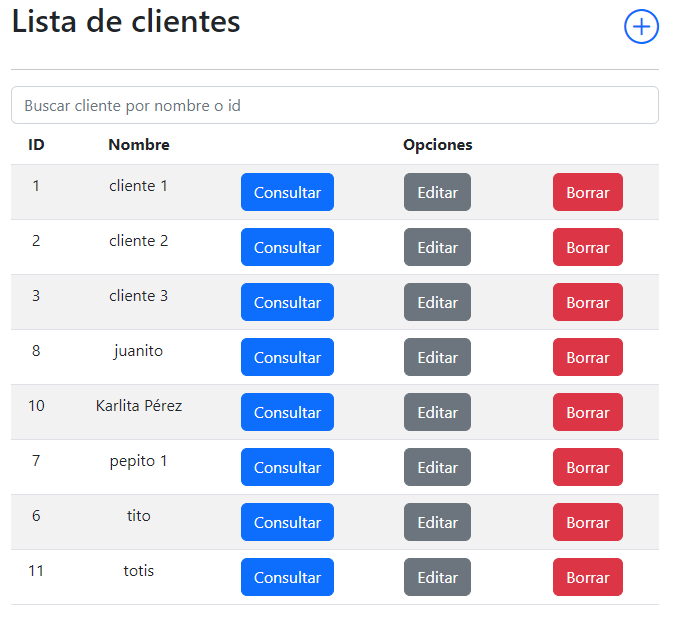 Lista de clientes
Buscar cliente por nombre o id
ID Nombre Opciones
1 cliente 1 Consultar Editar Borrar
2 cliente 2 Consultar Editar Borrar
3 cliente 3 Consultar Editar Borrar
8 juanito Consultar Editar Borrar
10 Karlita Pérez Consultar Editar Borrar
7 pepito 1 Consultar Editar Borrar
6 tito Consultar Editar Borrar
11 totis Consultar Editar Borrar